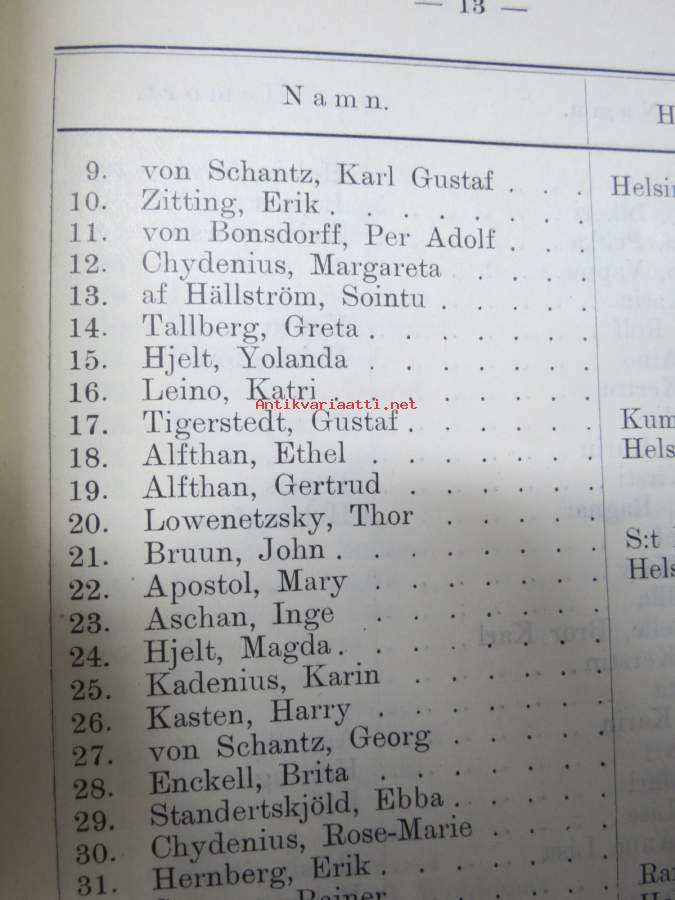 — 13 —
Namn.
H
9. von Schantz, Karl Gustaf . . . Helsin
10. Zitting, Erik . . . . . . . .
11. von Bonsdorff, Per Adolf . . .
12. Chydenius, Margareta . . . .
13. af Hällström, Sointu . . . . .
14. Tallberg, Greta . . . . . . .
15. Hjelt, Yolanda . . . . . . .
16. Leino, Katri . . . . . . . .
Antikvariaatti.net
17. Tigerstedt, Gustaf . . . . . . Kum
18. Alfthan, Ethel . . . . . . . Hels
19. Alfthan, Gertrud . . . . . .
20. Lowenetzsky, Thor . . . . .
21. Bruun, John . . . . . . . . S:t
22. Apostol, Mary . . . . . . . Hels
23. Aschan, Inge . . . . . . .
24. Hjelt, Magda . . . . . . . .
25. Kadenius, Karin . . . . . .
26. Kasten, Harry . . . . . . .
27. von Schantz, Georg . . . . .
28. Enckell, Brita . . . . . . .
29. Standertskjöld, Ebba . . . . .
30. Chydenius, Rose-Marie . . . .
31. Hernberg, Erik . . . . . . . Ra
Rainer